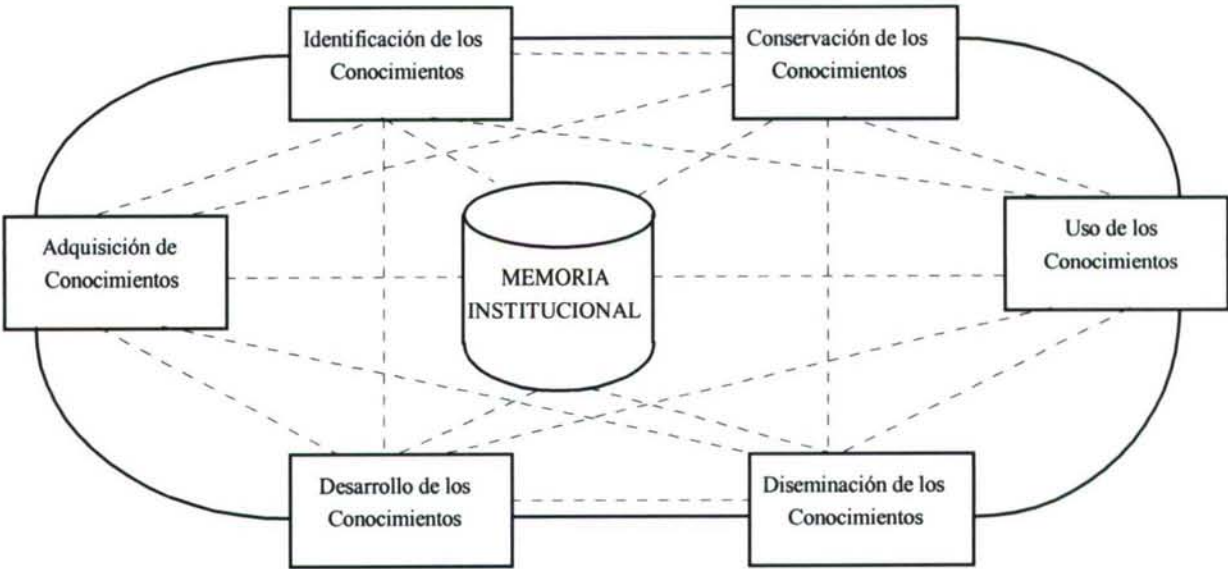 Identificación de los
Conocimientos
Conservación de los
Conocimientos
Adquisición de
Conocimientos
MEMORIA
INSTITUCIONAL
Uso de los
Conocimientos
Desarrollo de los
Conocimientos
Diseminación de los
Conocimientos